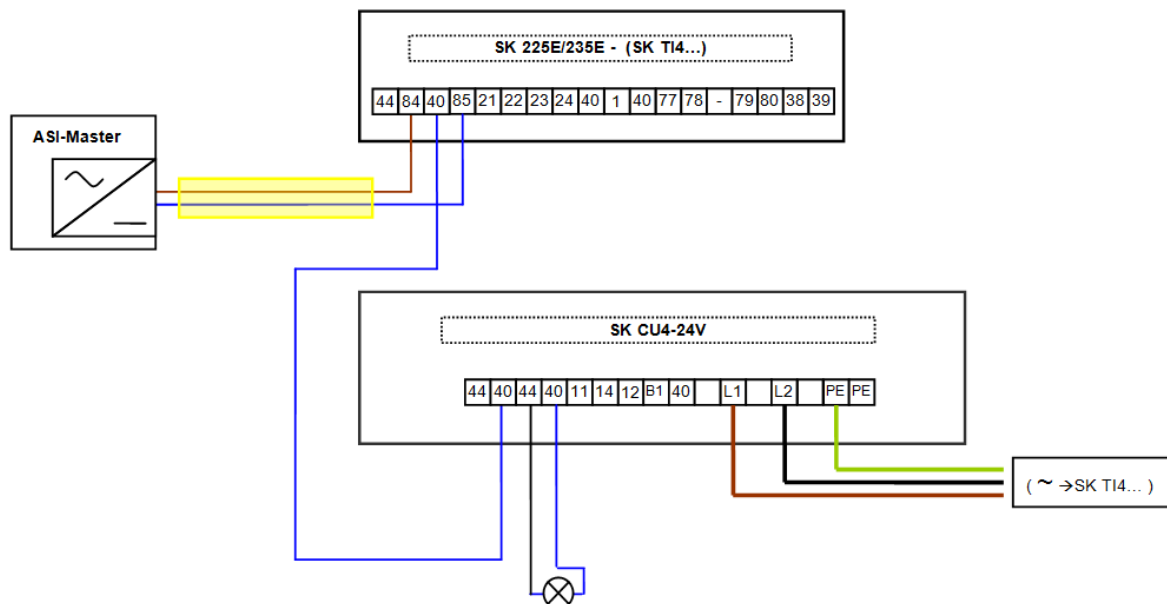 SK 225E/235E - (SK TI4...)
44 84 40 85 21 22 23 24 40 1 40 77 78 - 79 80 38 39
ASI-Master
SK CU4-24V
44 40 44 40 11 14 12 B1 40 L1 L2 PE PE
( ~ →SK TI4... )